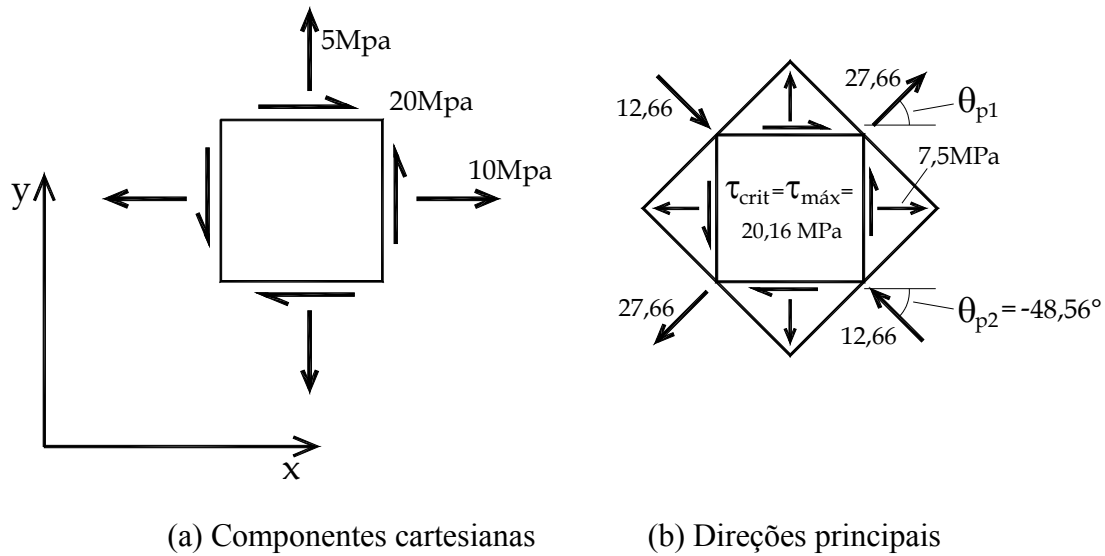 5Mpa
20Mpa
10Mpa
y
x
(a) Componentes cartesianas
12,66
27,66
θp1
7,5MPa
τcrit=τmáx=
20,16 MPa
27,66
12,66
θp2= -48,56°
(b) Direções principais